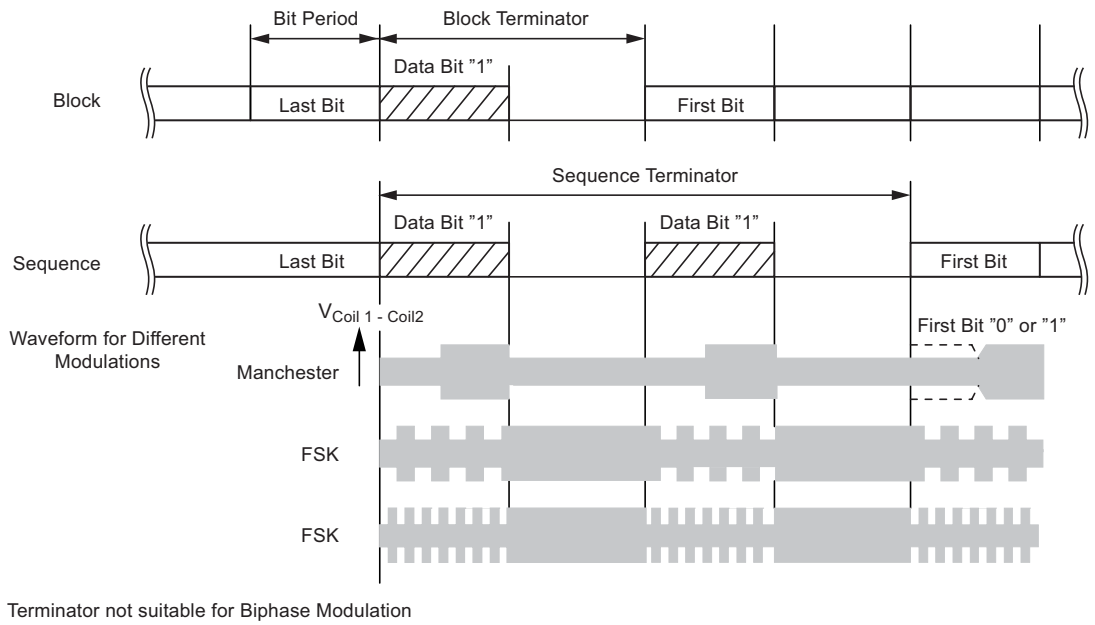 Bit Period
Block Terminator
Data Bit ”1”
Block
Last Bit
First Bit
Sequence Terminator
Data Bit ”1”
Data Bit ”1”
Sequence
Last Bit
First Bit
VCoil 1 - Coil2
Waveform for Different
Modulations
First Bit ”0” or ”1”
Manchester
FSK
FSK
Terminator not suitable for Biphase Modulation